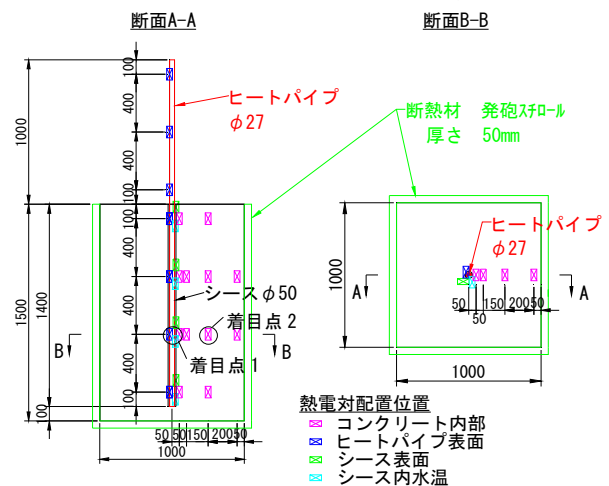 断面A-A
断面B-B
100
400
400
100
1000
ヒートパイプ
φ27
断熱材 発砲スチロール
厚さ 50mm
100
400
400
400
100
1500
1400
100
シースφ50
着目点2
着目点1
B
B
50
50
150
200
50
1000
ヒートパイプ
φ27
1000
A
A
50
50
150
200
50
1000
熱電対配置位置
コンクリート内部
ヒートパイプ表面
シース表面
シース内水温